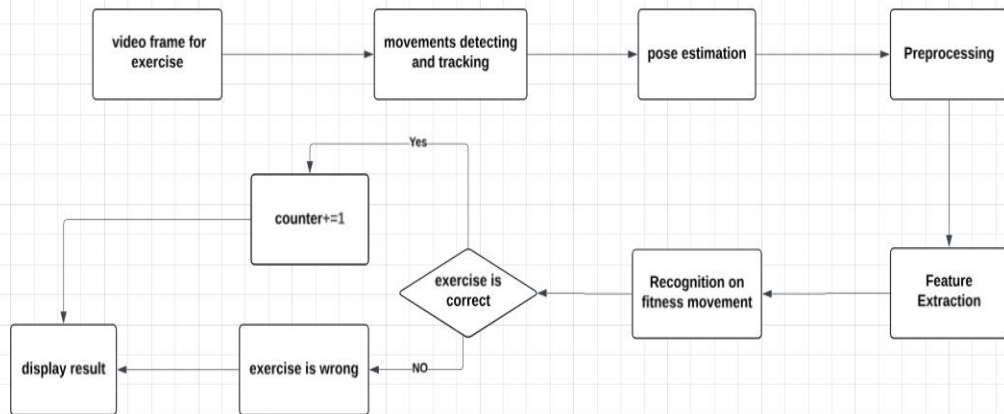 video frame for
exercise
movements detecting
and tracking
pose estimation
Preprocessing
Yes
counter+=1
exercise is
correct
Recognition on
fitness movement
Feature
Extraction
display result
exercise is wrong
NO